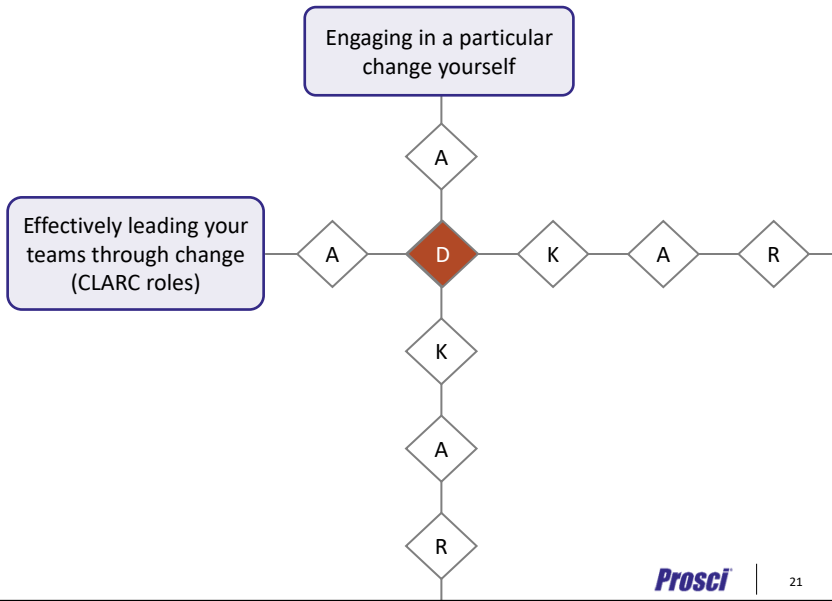 Engaging in a particular
change yourself
A
Effectively leading your
teams through change
(CLARC roles)
A
D
K
A
R
K
A
R
Prosci
21